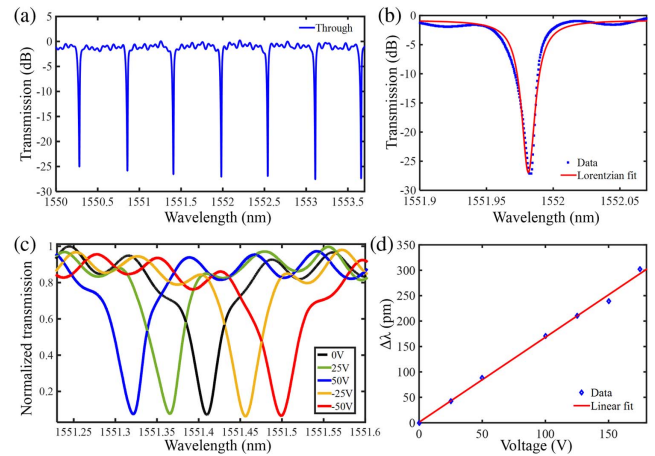 (a)
Through
Transmission (dB)
0
-5
-10
-15
-20
-25
-30
1550 1550.5 1551 1551.5 1552 1552.5 1553 1553.5
Wavelength (nm)
(b)
Transmission (dB)
0
-5
-10
-15
-20
-25
-30
Data
Lorentzian fit
1551.9 1551.95 1552 1552.05
Wavelength (nm)
(c)
Normalized transmission
1
0.8
0.6
0.4
0.2
0V
25V
50V
-25V
-50V
1551.25 1551.3 1551.35 1551.4 1551.45 1551.5 1551.55 1551.6
Wavelength (nm)
(d)
Δλ (pm)
350
300
250
200
150
100
50
0
Data
Linear fit
0 50 100 150
Voltage (V)